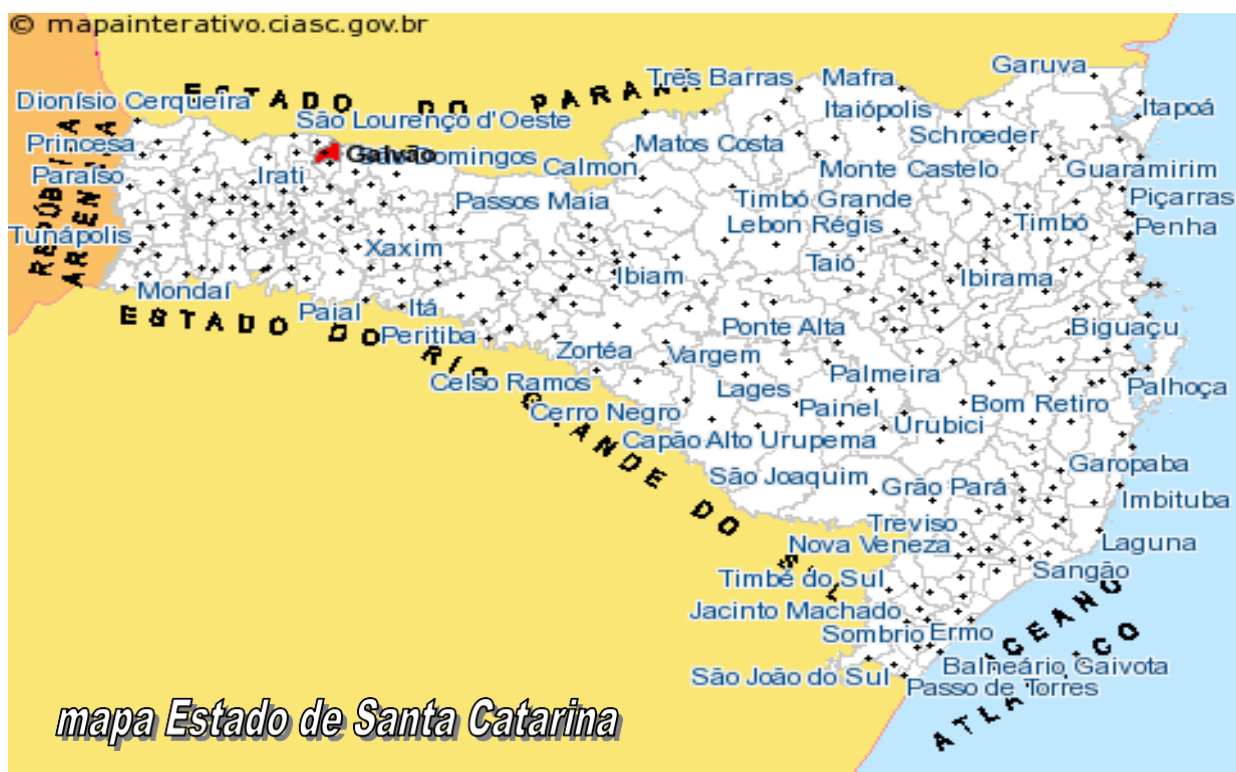 © mapainterativo.ciasc.gov.br
Garuva
Três Barras
Mafra
ESTADO DO PARANÁ
Dionísio Cerqueira
Itaiópolis
Itapoá
São Lourenço d'Oeste
Schroeder
Princesa
Matos Costa
Galvão
Domingos
Calmon
Monte Castelo
Guaramirim
Paraíso
Irati
Passos Maia
Timbó Grande
Piçarras
Lebon Régis
Timbó
Penha
Tunápolis
Xaxim
Taió
Ibiam
Ibirama
Mondaí
Paial
Itá
Peritiba
Ponte Alta
Biguaçu
ESTADO DO RIO GRANDE DO SUL
Zortéa
Vargem
Celso Ramos
Lages
Palmeira
Palhoça
Cerro Negro
Painel
Bom Retiro
Urubici
Capão Alto
Urupema
São Joaquim
Grão Pará
Garopaba
Imbituba
Treviso
Nova Veneza
Laguna
Timbé do Sul
Sangão
Jacinto Machado
Sombrio
Ermo
OCEANO
ATLANTICO
Balneário Gaivota
São João do Sul
Passo de Torres
mapa Estado de Santa Catarina